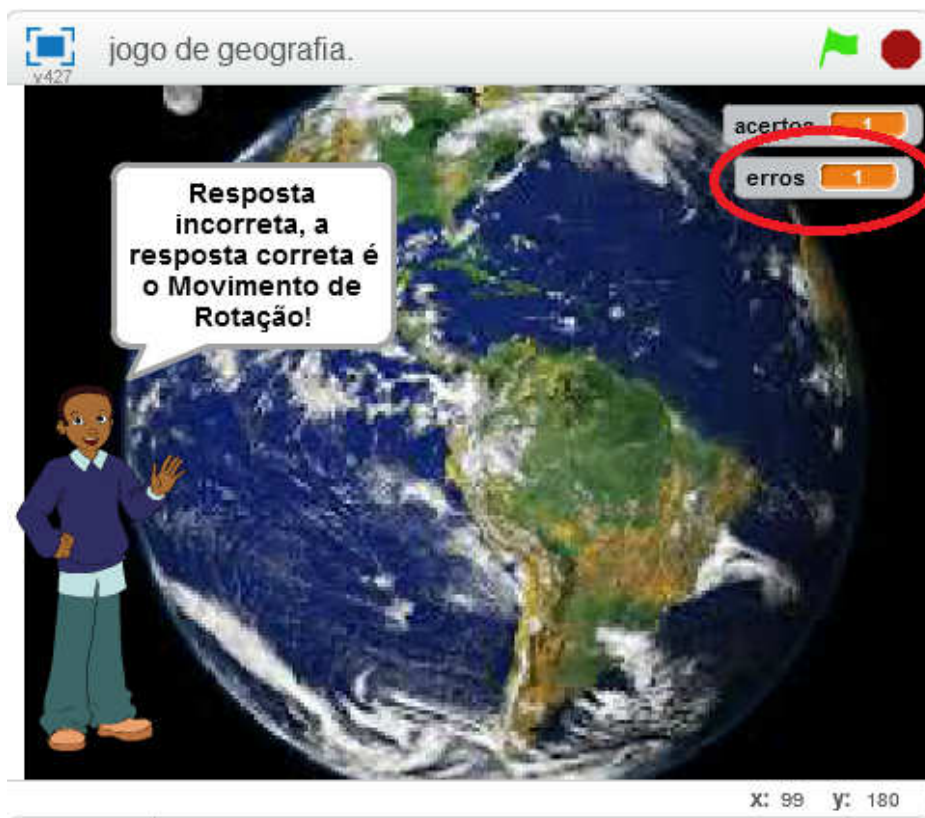 jogo de geografia.
v427
acertos 1
erros 1
Resposta
incorreta, a
resposta correta é
o Movimento de
Rotação!
x: 99 y: 180